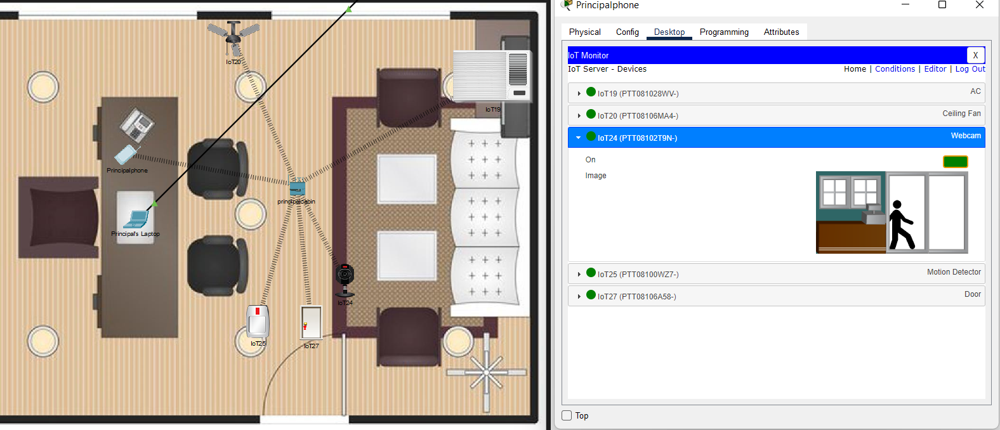 IoT20
IoT19
Principalphone
principalcabin
Principal's Laptop
IoT24
IoT25
IoT27
Principalphone
Physical
Config
Desktop
Programming
Attributes
IoT Monitor
X
IoT Server - Devices
Home | Conditions | Editor | Log Out
IoT19 (PTT081028WV-)
AC
IoT20 (PTT08106MA4-)
Ceiling Fan
IoT24 (PTT08102T9N-)
Webcam
On
Image
IoT25 (PTT08100WZ7-)
Motion Detector
IoT27 (PTT08106A58-)
Door
Top